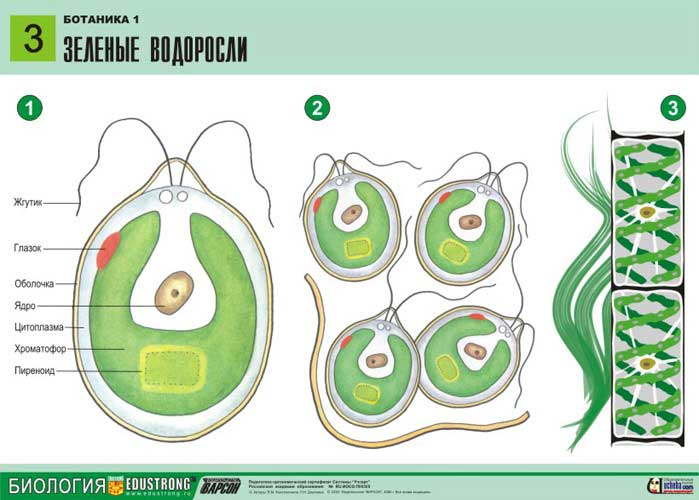 3
БОТАНИКА 1
ЗЕЛЕНЫЕ ВОДОРОСЛИ
1
2
3
Жгутик
Глазок
Оболочка
Ядро
Цитоплазма
Хроматофор
Пиреноид
БИОЛОГИЯ
EDUSTRONG
www.edustrong.ru
ВАРСОН